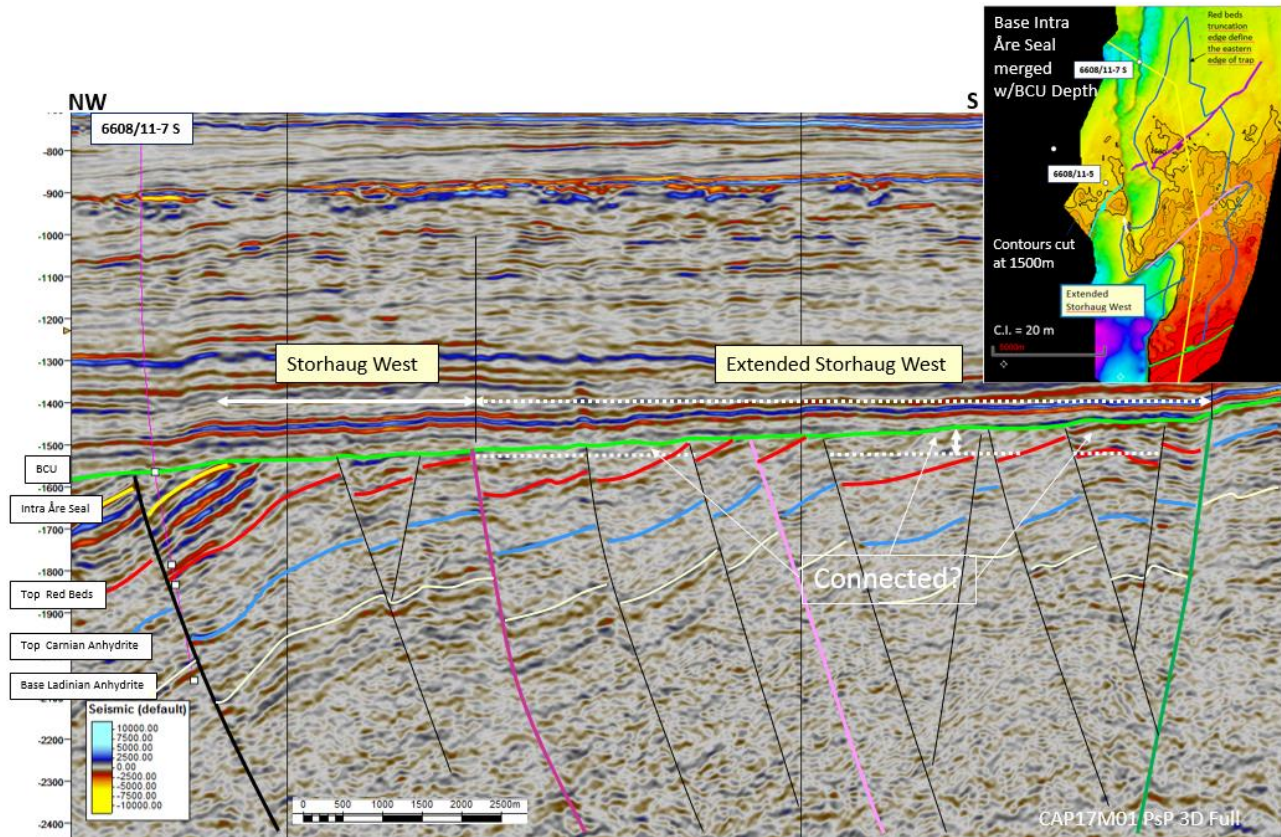 Base Intra
Åre Seal
merged
w/BCU Depth
Red beds
truncation
edge define
the eastern
edge of trap
6608/11-7 S
6608/11-5
Contours cut
at 1500m
Extended
Storhaug West
C.I. = 20 m
5000m
NW
S
6608/11-7 S
-800
-900
-1000
-1100
-1200
-1300
-1400
-1500
-1600
-1700
-1800
-1900
-2200
-2300
-2400
Storhaug West
Extended Storhaug West
BCU
Intra Åre Seal
Top Red Beds
Top Carnian Anhydrite
Base Ladinian Anhydrite
Connected?
Seismic (default)
10000.00
7500.00
5000.00
2500.00
0.00
-2500.00
-5000.00
-7500.00
-10000.00
0 500 1000 1500 2000 2500m
CAP17M01 PsP 3D Full